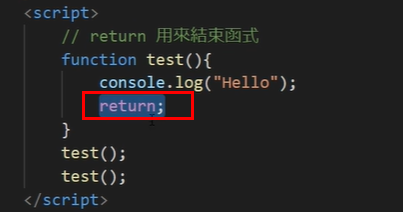 <script>
// return 用來結束函式
function test(){
console.log("Hello");
return;
}
test();
test();
</script>